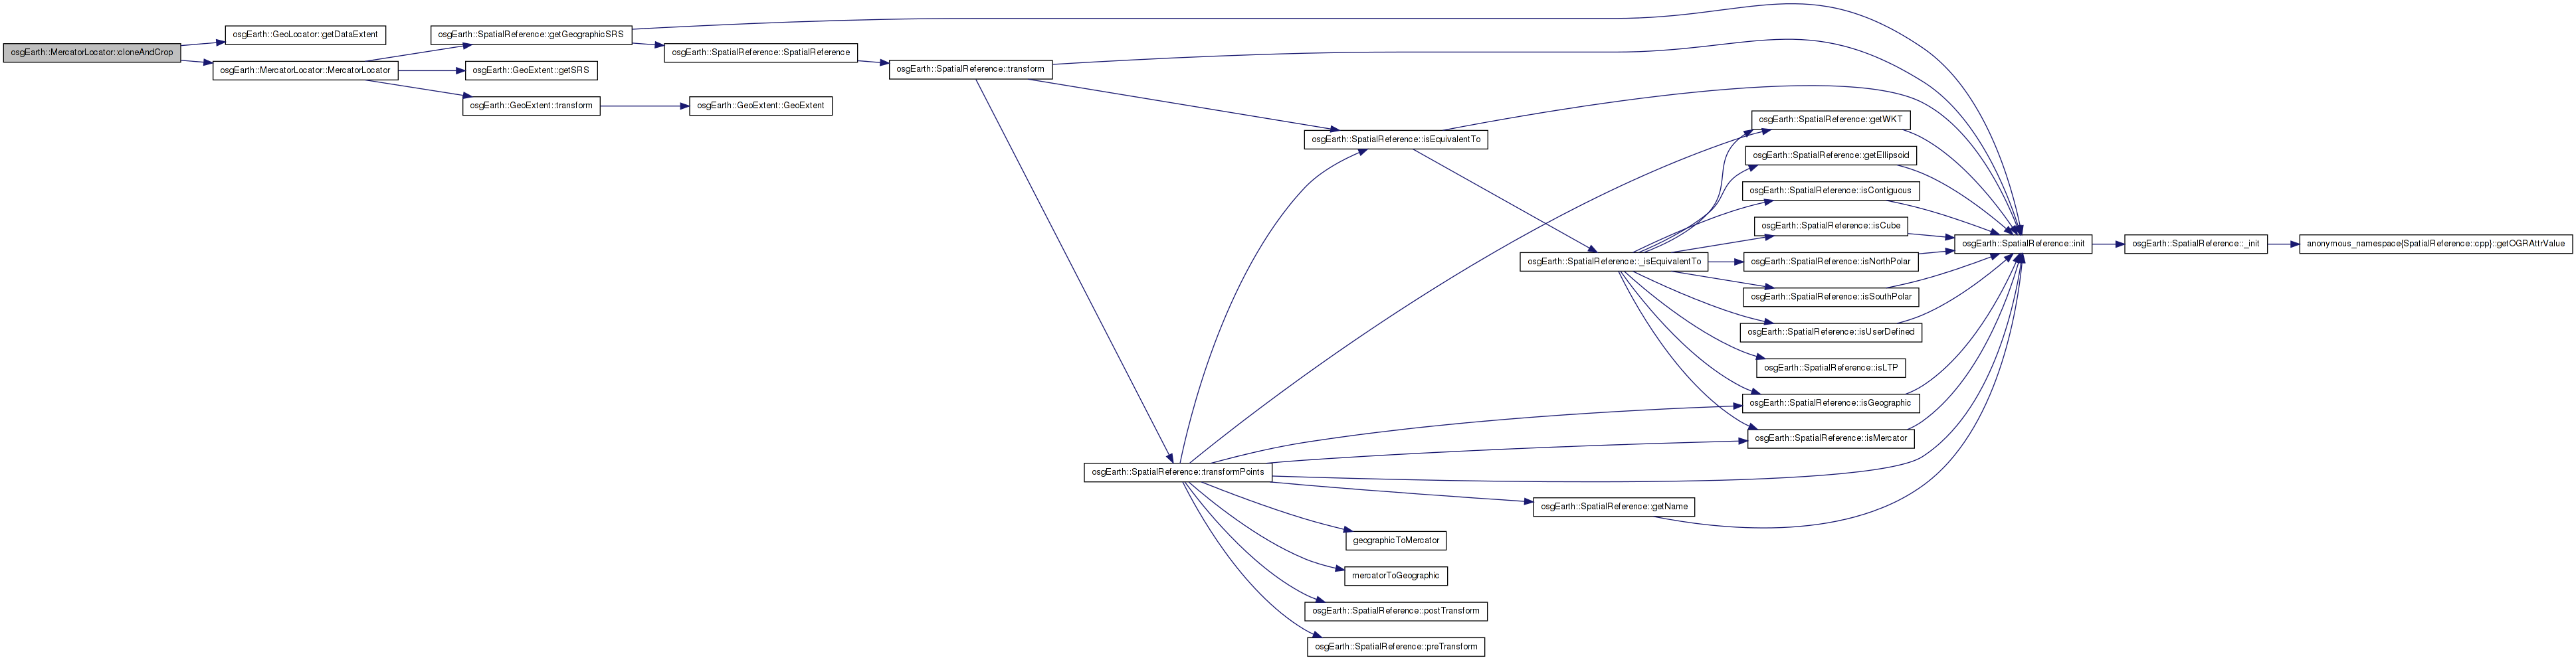 osgEarth::MercatorLocator::cloneAndCrop
osgEarth::GeoLocator::getDataExtent
osgEarth::MercatorLocator::MercatorLocator
osgEarth::SpatialReference::getGeographicSRS
osgEarth::GeoExtent::getSRS
osgEarth::GeoExtent::transform
osgEarth::SpatialReference::SpatialReference
osgEarth::GeoExtent::GeoExtent
osgEarth::SpatialReference::transform
osgEarth::SpatialReference::isEquivalentTo
osgEarth::SpatialReference::transformPoints
osgEarth::SpatialReference::_isEquivalentTo
osgEarth::SpatialReference::getWKT
osgEarth::SpatialReference::getEllipsoid
osgEarth::SpatialReference::isContiguous
osgEarth::SpatialReference::isCube
osgEarth::SpatialReference::isNorthPolar
osgEarth::SpatialReference::isSouthPolar
osgEarth::SpatialReference::isUserDefined
osgEarth::SpatialReference::isLTP
osgEarth::SpatialReference::isGeographic
osgEarth::SpatialReference::isMercator
osgEarth::SpatialReference::getName
geographicToMercator
mercatorToGeographic
osgEarth::SpatialReference::postTransform
osgEarth::SpatialReference::preTransform
osgEarth::SpatialReference::init
osgEarth::SpatialReference::_init
anonymous_namespace{SpatialReference::cpp}::getOGRAttrValue